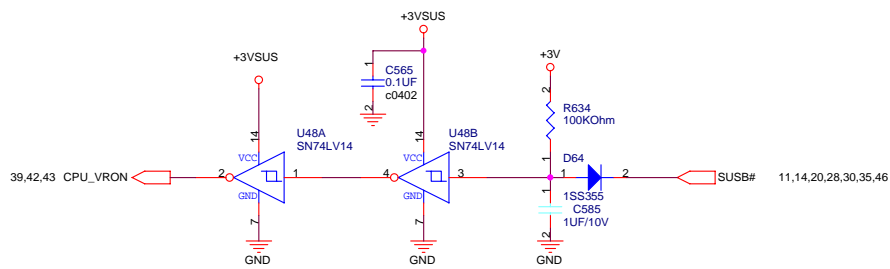 +3VSUS
+3VSUS
+3V
1
C565
0.1UF
c0402
2
2
R634
100KOhm
1
14
U48A
SN74LV14
14
U48B
SN74LV14
D64
VCC
VCC
39,42,43 CPU_VRON
2
1
4
3
1
2
SUSB# 11,14,20,28,30,35,46
GND
GND
1
1SS355
C585
1UF/10V
7
7
2
GND
GND
GND